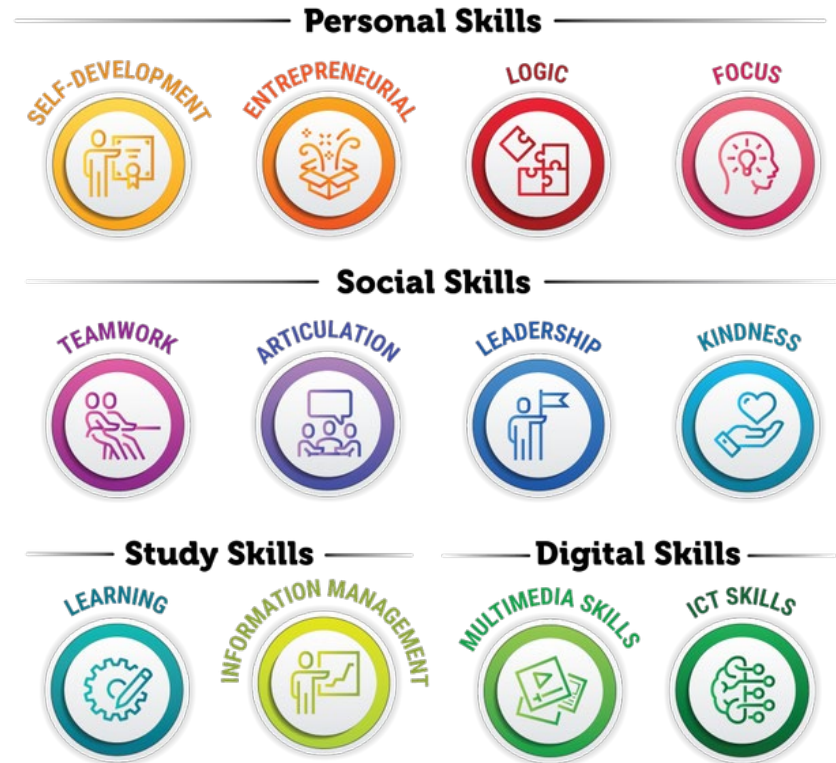 Personal Skills
SELF-DEVELOPMENT
ENTREPRENEURIAL
LOGIC
FOCUS
Social Skills
TEAMWORK
ARTICULATION
LEADERSHIP
KINDNESS
Study Skills
LEARNING
INFORMATION MANAGEMENT
Digital Skills
MULTIMEDIA SKILLS
ICT SKILLS